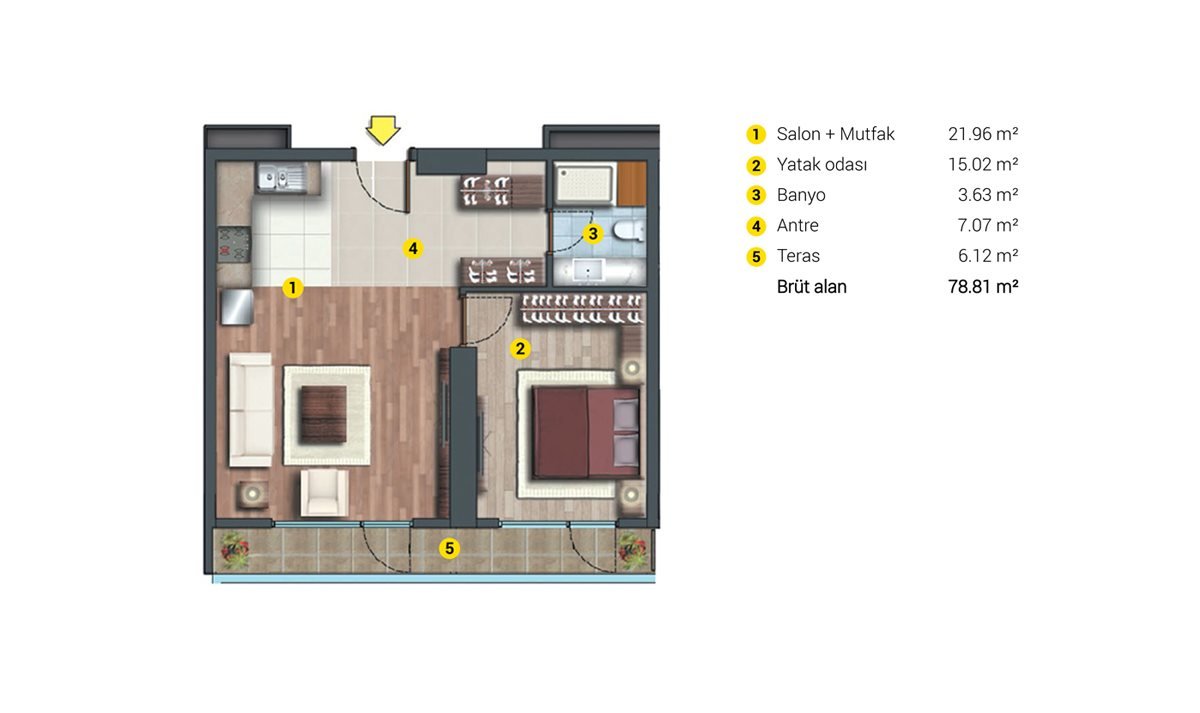 1 Salon + Mutfak 21.96 m²
2 Yatak odası 15.02 m²
3 Banyo 3.63 m²
4 Antre 7.07 m²
5 Teras 6.12 m²
Brüt alan 78.81 m²
3
4
1
2
5